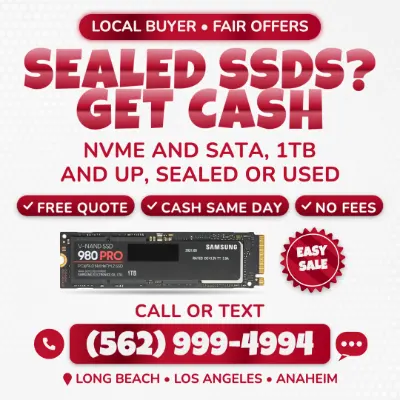 LOCAL BUYER • FAIR OFFERS
SEALED SSDS?
GET CASH
NVME AND SATA, 1TB
AND UP, SEALED OR USED
FREE QUOTE
CASH SAME DAY
NO FEES
V-NAND SSD
980 PRO
1TB
SAMSUNG
EASY
SALE
CALL OR TEXT
(562) 999-4994
LONG BEACH • LOS ANGELES • ANAHEIM